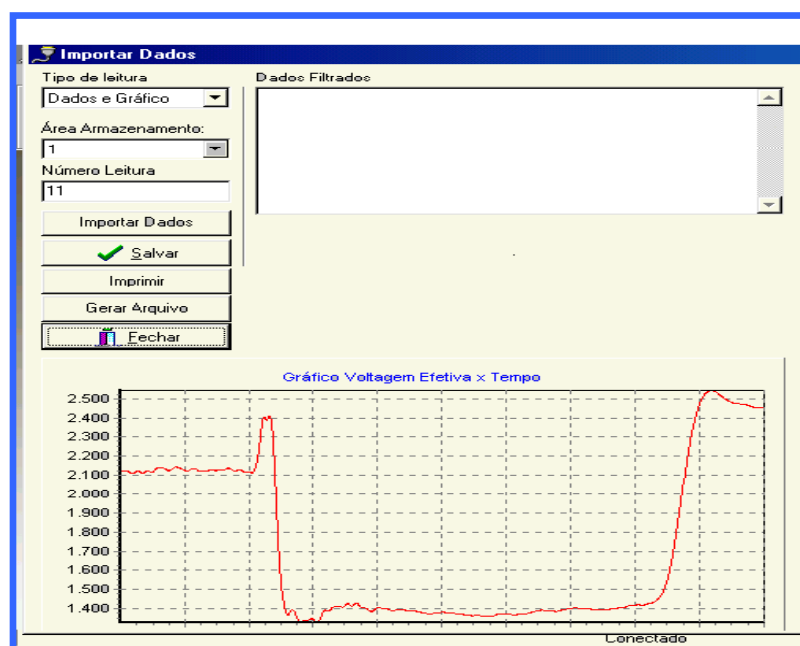 Importar Dados
Tipo de leitura
Dados e Gráfico
Área Armazenamento:
1
Número Leitura
11
Importar Dados
Salvar
Imprimir
Gerar Arquivo
Fechar
Dados Filtrados
Gráfico Voltagem Efetiva x Tempo
2.500
2.400
2.300
2.200
2.100
2.000
1.900
1.800
1.700
1.600
1.500
1.400
Conectado